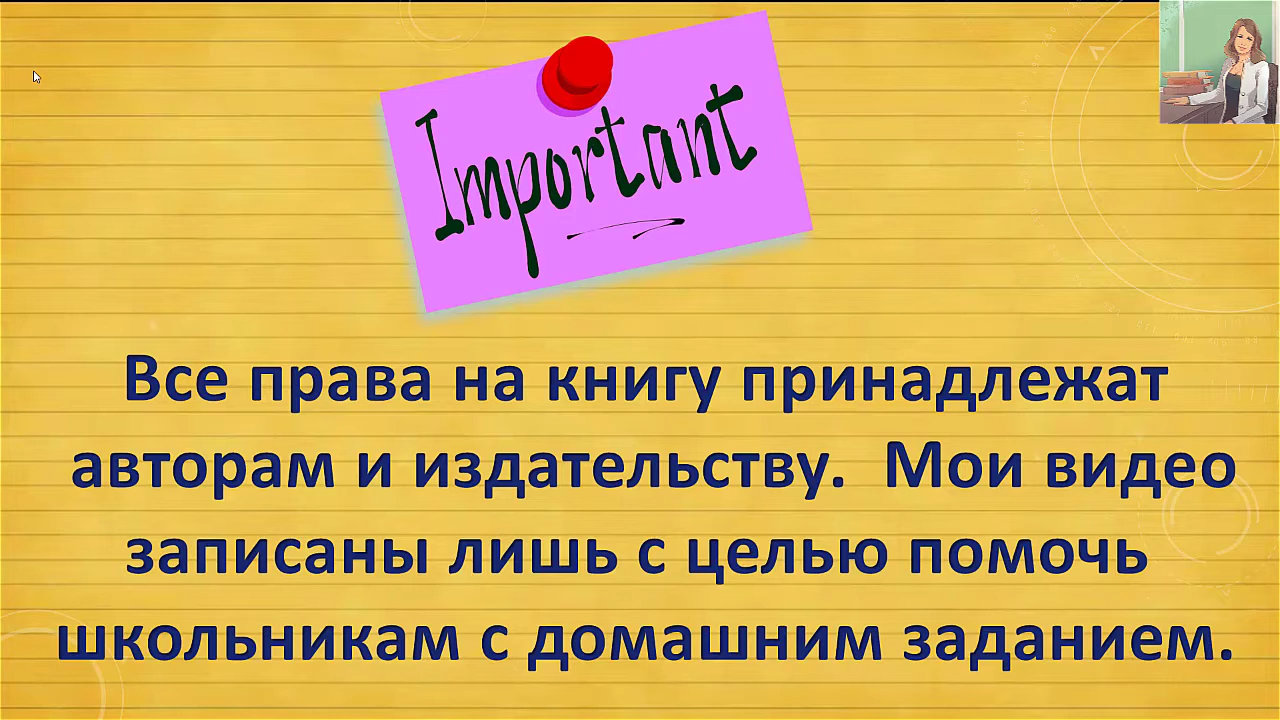 Important
Все права на книгу принадлежат
авторам и издательству. Мои видео
записаны лишь с целью помочь
школьникам с домашним заданием.